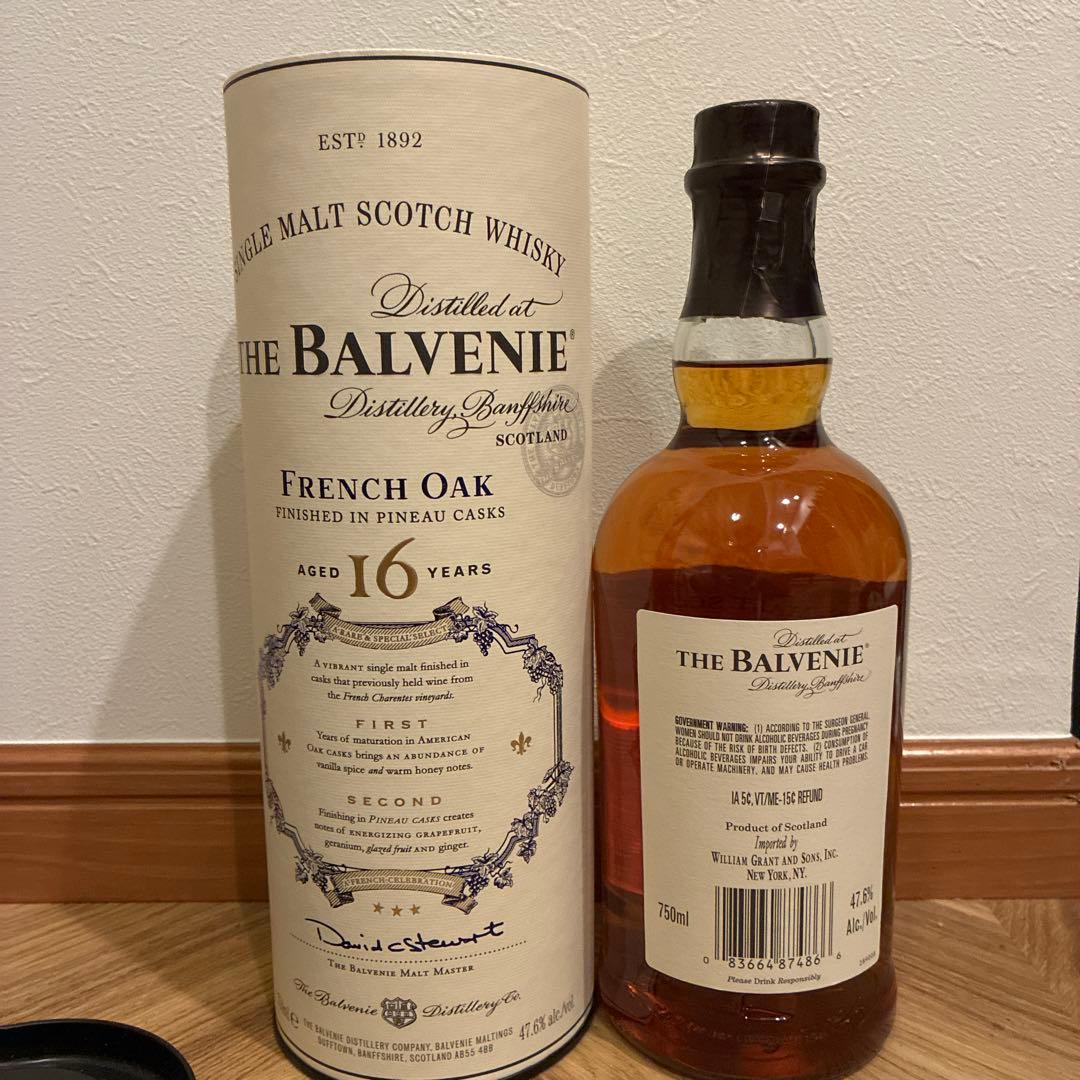 ESTD 1892
SINGLE MALT SCOTCH WHISKY
Distilled at
THE BALVENIE®
Distillery, Banffshire
SCOTLAND
FRENCH OAK
FINISHED IN PINEAU CASKS
AGED 16 YEARS
A RARE & SPECIAL SELECT
A VIBRANT single malt finished in
casks that previously held wine from
the French Charentes vineyards.
FIRST
Years of maturation in AMERICAN
OAK CASKS brings AN ABUNDANCE OF
vanilla spice and warm honey notes.
SECOND
Finishing in PINEAU CASKS creates
notes of ENERGIZING GRAPEFRUIT,
geranium, glazed fruit AND ginger.
A FRENCH CELEBRATION
David C Stewart
THE BALVENIE MALT MASTER
The Balvenie Distillery Co.
47.6% alc./vol.
THE BALVENIE DISTILLERY COMPANY, BALVENIE MALTINGS
DUFFTOWN, BANFFSHIRE, SCOTLAND AB55 4BB
Distilled at
THE BALVENIE®
Distillery, Banffshire
GOVERNMENT WARNING: (1) ACCORDING TO THE SURGEON GENERAL
WOMEN SHOULD NOT DRINK ALCOHOLIC BEVERAGES DURING PREGNANCY
BECAUSE OF THE RISK OF BIRTH DEFECTS. (2) CONSUMPTION OF
ALCOHOLIC BEVERAGES IMPAIRS YOUR ABILITY TO DRIVE A CAR
OR OPERATE MACHINERY, AND MAY CAUSE HEALTH PROBLEMS.
IA 5¢, VT/ME-15¢ REFUND
Product of Scotland
Imported by
WILLIAM GRANT AND SONS, INC.
NEW YORK, NY.
750ml
47.6%
Alc./Vol.
0 83664 87486 6
Please Drink Responsibly